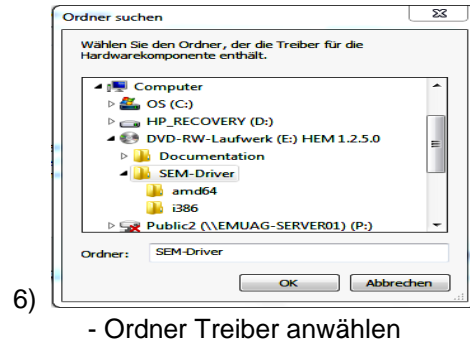 Ordner suchen
Wählen Sie den Ordner, der die Treiber für die
Hardwarekomponente enthält.
Computer
OS (C:)
HP_RECOVERY (D:)
DVD-RW-Laufwerk (E:) HEM 1.2.5.0
Documentation
SEM-Driver
amd64
i386
Public2 (\\EMUAG-SERVER01) (P:)
Ordner: SEM-Driver
OK Abbrechen
6)
- Ordner Treiber anwählen